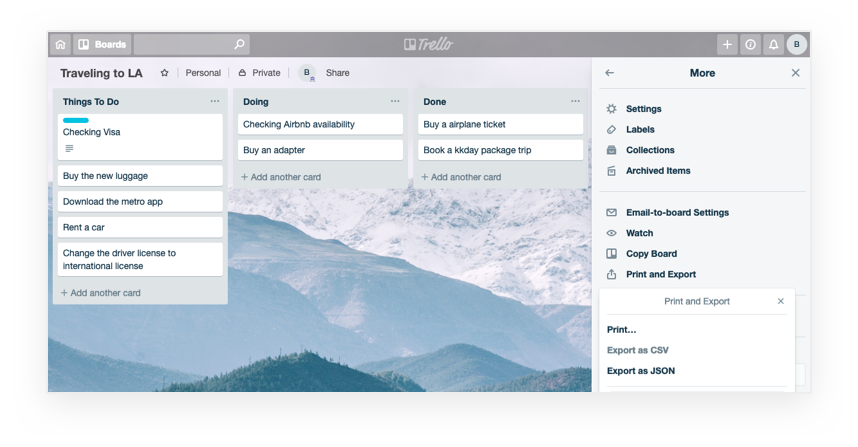 Boards
Trello
B
Traveling to LA
Personal
Private
B
Share
Things To Do
Checking Visa
Buy the new luggage
Download the metro app
Rent a car
Change the driver license to
international license
+ Add another card
Doing
Checking Airbnb availability
Buy an adapter
+ Add another card
Done
Buy a airplane ticket
Book a kkday package trip
+ Add another card
More
Settings
Labels
Collections
Archived Items
Email-to-board Settings
Watch
Copy Board
Print and Export
Print and Export
Print...
Export as CSV
Export as JSON